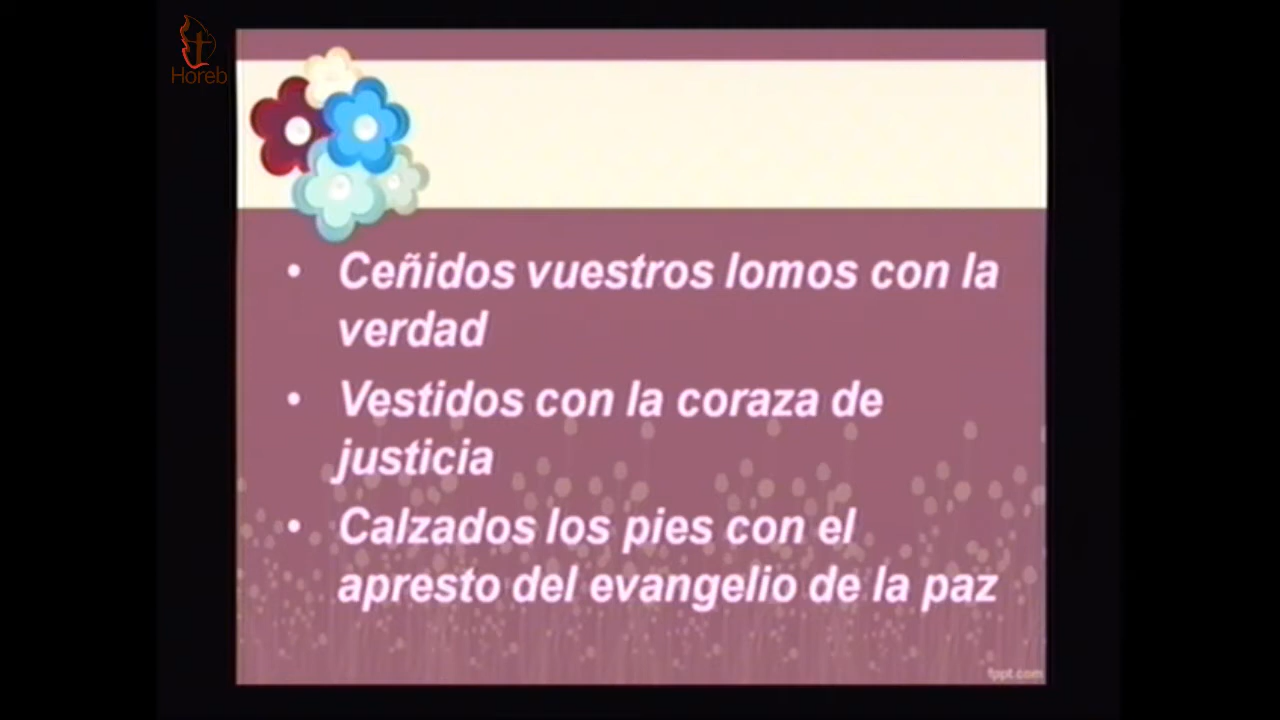 Horeb
• Ceñidos vuestros lomos con la
verdad
• Vestidos con la coraza de
justicia
• Calzados los pies con el
apresto del evangelio de la paz
fppt.com